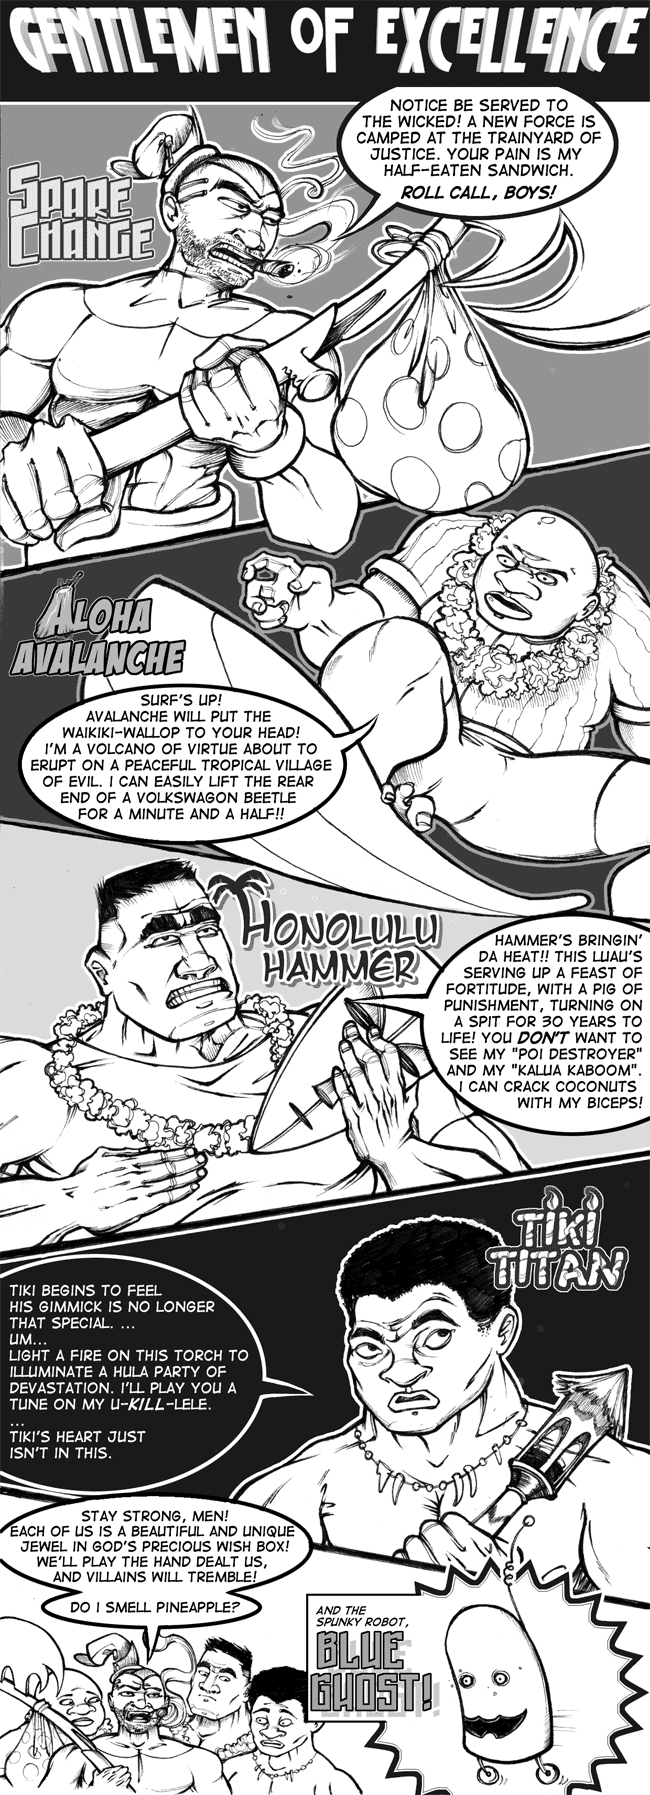 GENTLEMEN OF EXCELLENCE
NOTICE BE SERVED TO
THE WICKED! A NEW FORCE IS
CAMPED AT THE TRAINYARD OF
JUSTICE. YOUR PAIN IS MY
HALF-EATEN SANDWICH.
ROLL CALL, BOYS!
SPARE
CHANGE
ALOHA
AVALANCHE
SURF'S UP!
AVALANCHE WILL PUT THE
WAIKIKI-WALLOP TO YOUR HEAD!
I'M A VOLCANO OF VIRTUE ABOUT TO
ERUPT ON A PEACEFUL TROPICAL VILLAGE
OF EVIL. I CAN EASILY LIFT THE REAR
END OF A VOLKSWAGON BEETLE
FOR A MINUTE AND A HALF!!
HONOLULU
HAMMER
HAMMER'S BRINGIN'
DA HEAT!! THIS LUAU'S
SERVING UP A FEAST OF
FORTITUDE, WITH A PIG OF
PUNISHMENT, TURNING ON
A SPIT FOR 30 YEARS TO
LIFE! YOU DON'T WANT TO
SEE MY "POI DESTROYER"
AND MY "KALUA KABOOM".
I CAN CRACK COCONUTS
WITH MY BICEPS!
TIKI
TITAN
TIKI BEGINS TO FEEL
HIS GIMMICK IS NO LONGER
THAT SPECIAL. ...
UM...
LIGHT A FIRE ON THIS TORCH TO
ILLUMINATE A HULA PARTY OF
DEVASTATION. I'LL PLAY YOU A
TUNE ON MY U-KILL-LELE.
...
TIKI'S HEART JUST
ISN'T IN THIS.
STAY STRONG, MEN!
EACH OF US IS A BEAUTIFUL AND UNIQUE
JEWEL IN GOD'S PRECIOUS WISH BOX!
WE'LL PLAY THE HAND DEALT US,
AND VILLAINS WILL TREMBLE!
DO I SMELL PINEAPPLE?
AND THE
SPUNKY ROBOT,
BLUE
GHOST!